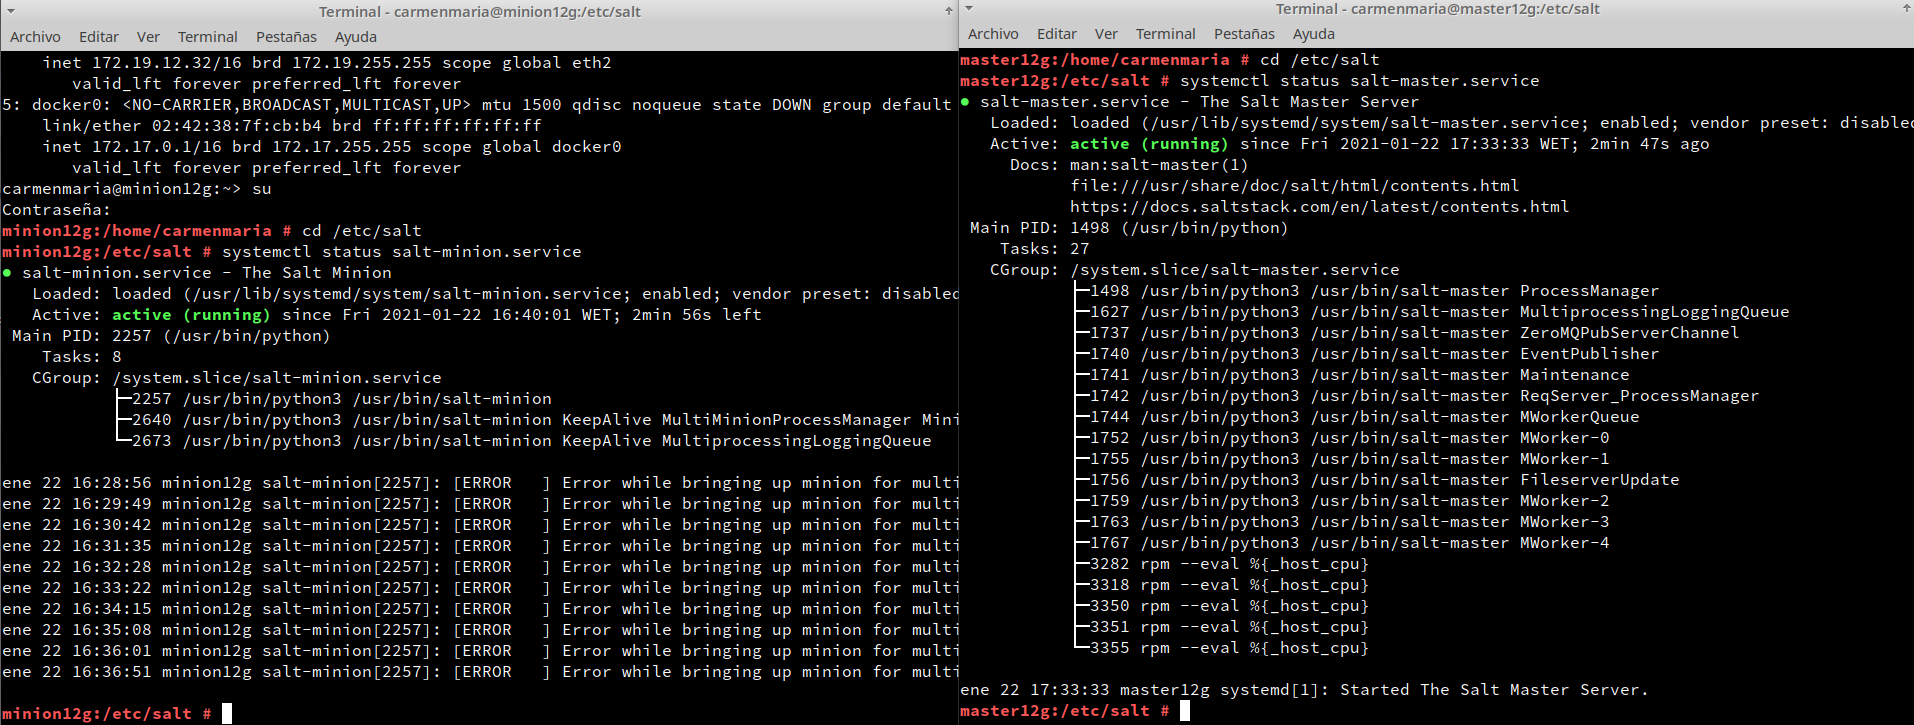 Terminal - carmenmaria@minion12g:/etc/salt
Archivo Editar Ver Terminal Pestañas Ayuda
inet 172.19.12.32/16 brd 172.19.255.255 scope global eth2
valid_lft forever preferred_lft forever
5: docker0: <NO-CARRIER,BROADCAST,MULTICAST,UP> mtu 1500 qdisc noqueue state DOWN group default
link/ether 02:42:38:7f:cb:b4 brd ff:ff:ff:ff:ff:ff
inet 172.17.0.1/16 brd 172.17.255.255 scope global docker0
valid_lft forever preferred_lft forever
carmenmaria@minion12g:~> su
Contraseña:
minion12g:/home/carmenmaria # cd /etc/salt
minion12g:/etc/salt # systemctl status salt-minion.service
● salt-minion.service - The Salt Minion
Loaded: loaded (/usr/lib/systemd/system/salt-minion.service; enabled; vendor preset: disabled
Active: active (running) since Fri 2021-01-22 16:40:01 WET; 2min 56s left
Main PID: 2257 (/usr/bin/python)
Tasks: 8
CGroup: /system.slice/salt-minion.service
├─2257 /usr/bin/python3 /usr/bin/salt-minion
├─2640 /usr/bin/python3 /usr/bin/salt-minion KeepAlive MultiMinionProcessManager Mini
└─2673 /usr/bin/python3 /usr/bin/salt-minion KeepAlive MultiprocessingLoggingQueue
ene 22 16:28:56 minion12g salt-minion[2257]: [ERROR   ] Error while bringing up minion for multi
ene 22 16:29:49 minion12g salt-minion[2257]: [ERROR   ] Error while bringing up minion for multi
ene 22 16:30:42 minion12g salt-minion[2257]: [ERROR   ] Error while bringing up minion for multi
ene 22 16:31:35 minion12g salt-minion[2257]: [ERROR   ] Error while bringing up minion for multi
ene 22 16:32:28 minion12g salt-minion[2257]: [ERROR   ] Error while bringing up minion for multi
ene 22 16:33:22 minion12g salt-minion[2257]: [ERROR   ] Error while bringing up minion for multi
ene 22 16:34:15 minion12g salt-minion[2257]: [ERROR   ] Error while bringing up minion for multi
ene 22 16:35:08 minion12g salt-minion[2257]: [ERROR   ] Error while bringing up minion for multi
ene 22 16:36:01 minion12g salt-minion[2257]: [ERROR   ] Error while bringing up minion for multi
ene 22 16:36:51 minion12g salt-minion[2257]: [ERROR   ] Error while bringing up minion for multi
minion12g:/etc/salt #
Terminal - carmenmaria@master12g:/etc/salt
Archivo Editar Ver Terminal Pestañas Ayuda
master12g:/home/carmenmaria # cd /etc/salt
master12g:/etc/salt # systemctl status salt-master.service
● salt-master.service - The Salt Master Server
Loaded: loaded (/usr/lib/systemd/system/salt-master.service; enabled; vendor preset: disabled
Active: active (running) since Fri 2021-01-22 17:33:33 WET; 2min 47s ago
Docs: man:salt-master(1)
file:///usr/share/doc/salt/html/contents.html
https://docs.saltstack.com/en/latest/contents.html
Main PID: 1498 (/usr/bin/python)
Tasks: 27
CGroup: /system.slice/salt-master.service
├─1498 /usr/bin/python3 /usr/bin/salt-master ProcessManager
├─1627 /usr/bin/python3 /usr/bin/salt-master MultiprocessingLoggingQueue
├─1737 /usr/bin/python3 /usr/bin/salt-master ZeroMQPubServerChannel
├─1740 /usr/bin/python3 /usr/bin/salt-master EventPublisher
├─1741 /usr/bin/python3 /usr/bin/salt-master Maintenance
├─1742 /usr/bin/python3 /usr/bin/salt-master ReqServer_ProcessManager
├─1744 /usr/bin/python3 /usr/bin/salt-master MWorkerQueue
├─1752 /usr/bin/python3 /usr/bin/salt-master MWorker-0
├─1755 /usr/bin/python3 /usr/bin/salt-master MWorker-1
├─1756 /usr/bin/python3 /usr/bin/salt-master FileserverUpdate
├─1759 /usr/bin/python3 /usr/bin/salt-master MWorker-2
├─1763 /usr/bin/python3 /usr/bin/salt-master MWorker-3
├─1767 /usr/bin/python3 /usr/bin/salt-master MWorker-4
├─3282 rpm --eval %{_host_cpu}
├─3318 rpm --eval %{_host_cpu}
├─3350 rpm --eval %{_host_cpu}
├─3351 rpm --eval %{_host_cpu}
└─3355 rpm --eval %{_host_cpu}
ene 22 17:33:33 master12g systemd[1]: Started The Salt Master Server.
master12g:/etc/salt #